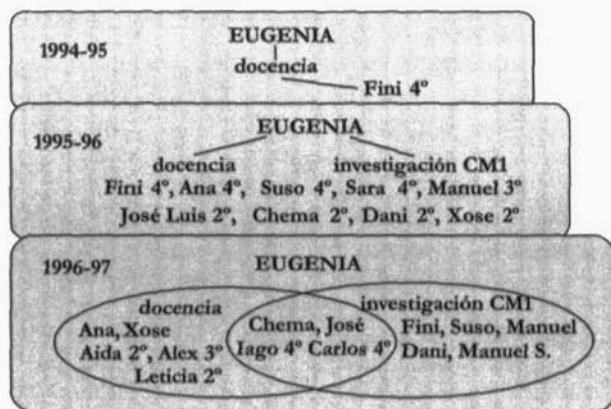 1994-95
EUGENIA
docencia
Fini 4º
1995-96
EUGENIA
docencia investigación CM1
Fini 4º, Ana 4º, Suso 4º, Sara 4º, Manuel 3º
José Luis 2º, Chema 2º, Dani 2º, Xose 2º
1996-97
EUGENIA
docencia
Ana, Xose
Aida 2º, Alex 3º
Leticia 2º
Chema, José
Iago 4º Carlos 4º
investigación CM1
Fini, Suso, Manuel
Dani, Manuel S.